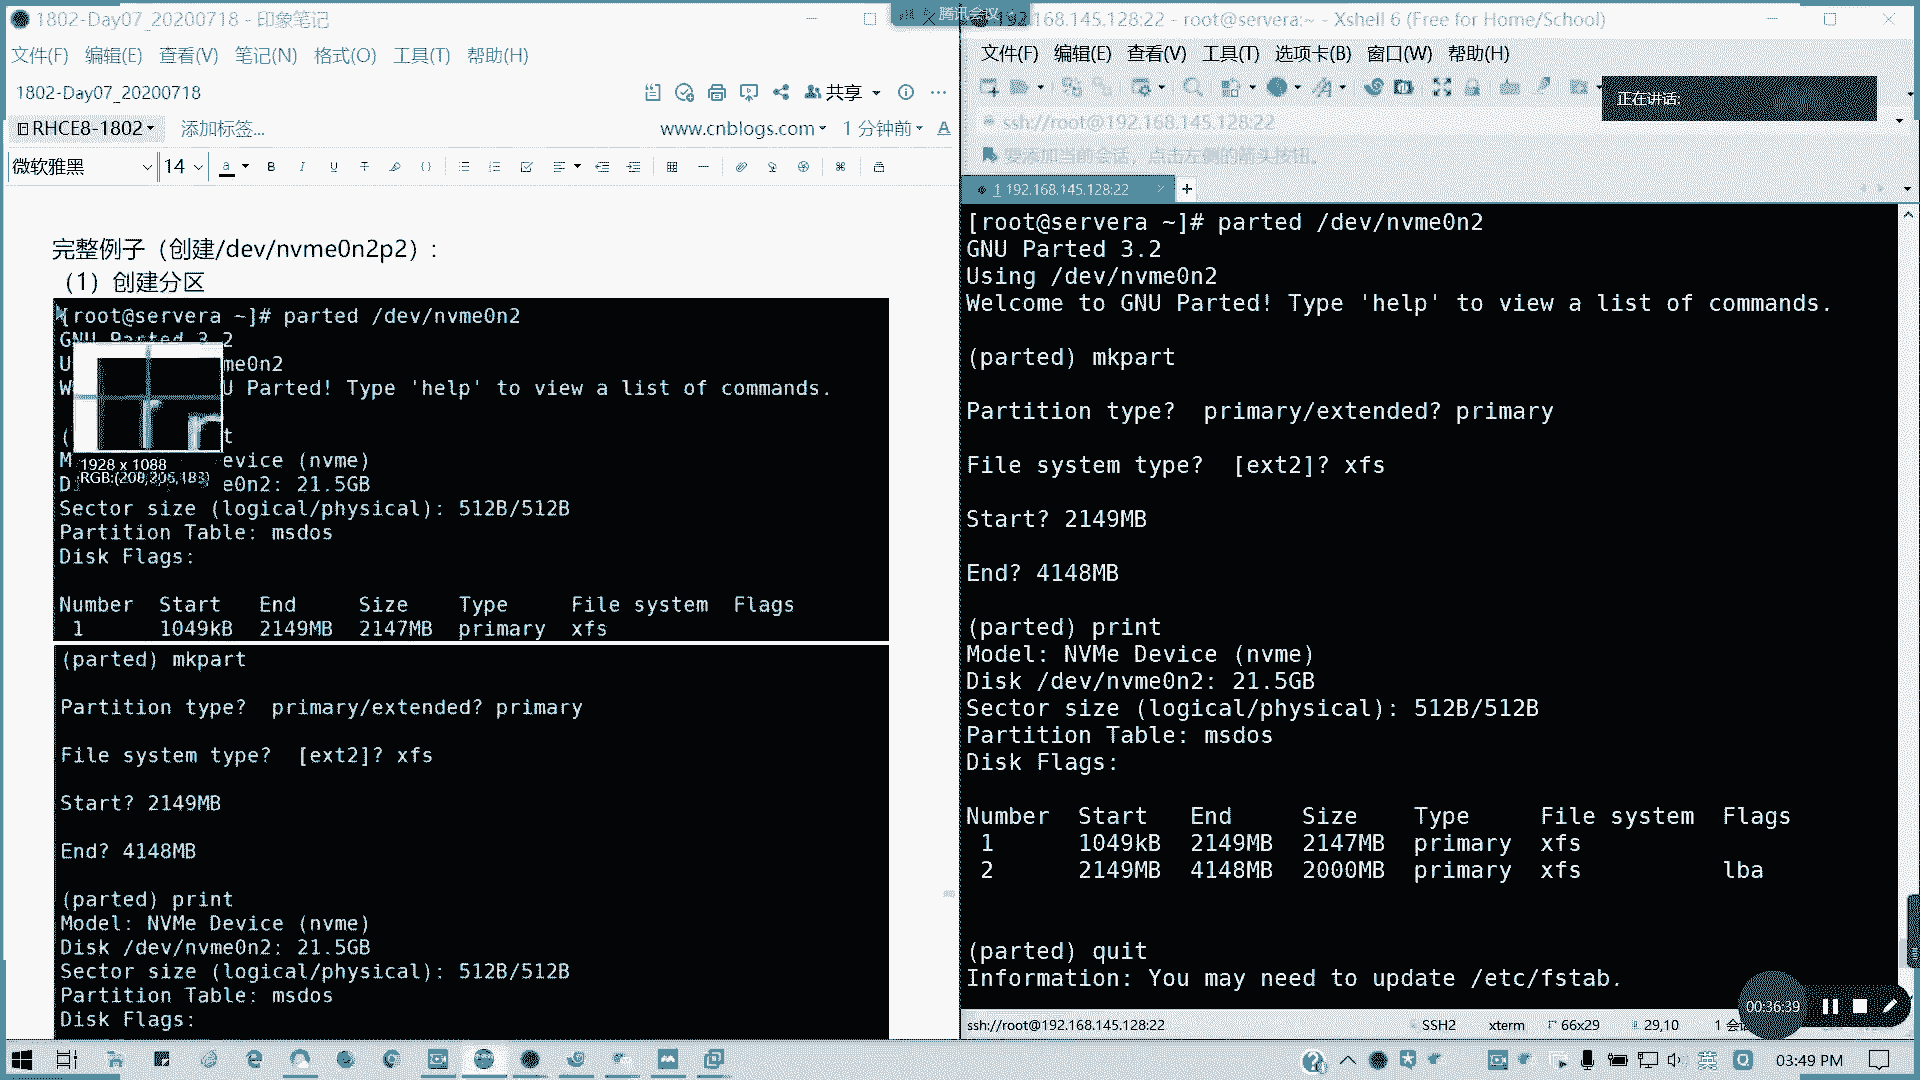 1802-Day07_20200718 - 印象笔记
文件(F) 编辑(E) 查看(V) 笔记(N) 格式(O) 工具(T) 帮助(H)
1802-Day07_20200718
共享
RHCE8-1802 添加标签...
www.cnblogs.com 1 分钟前
微软雅黑 14
完整例子（创建/dev/nvme0n2p2）:
（1）创建分区
[root@servera ~]# parted /dev/nvme0n2
GNU Parted 3.2
me0n2
U Parted! Type 'help' to view a list of commands.
t
evice (nvme)
e0n2: 21.5GB
1928 x 1088
Sector size (logical/physical): 512B/512B
Partition Table: msdos
Disk Flags:
Number Start End Size Type File system Flags
1 1049kB 2149MB 2147MB primary xfs
(parted) mkpart
Partition type? primary/extended? primary
File system type? [ext2]? xfs
Start? 2149MB
End? 4148MB
(parted) print
Model: NVMe Device (nvme)
Disk /dev/nvme0n2: 21.5GB
Sector size (logical/physical): 512B/512B
Partition Table: msdos
Disk Flags:
腾讯会议
192.168.145.128:22 - root@servera:~ - Xshell 6 (Free for Home/School)
文件(F) 编辑(E) 查看(V) 工具(T) 选项卡(B) 窗口(W) 帮助(H)
正在讲话:
ssh://root@192.168.145.128:22
要添加当前会话，点击左侧的箭头按钮。
1 192.168.145.128:22
[root@servera ~]# parted /dev/nvme0n2
GNU Parted 3.2
Using /dev/nvme0n2
Welcome to GNU Parted! Type 'help' to view a list of commands.
(parted) mkpart
Partition type? primary/extended? primary
File system type? [ext2]? xfs
Start? 2149MB
End? 4148MB
(parted) print
Model: NVMe Device (nvme)
Disk /dev/nvme0n2: 21.5GB
Sector size (logical/physical): 512B/512B
Partition Table: msdos
Disk Flags:
Number Start End Size Type File system Flags
1 1049kB 2149MB 2147MB primary xfs
2 2149MB 4148MB 2000MB primary xfs lba
(parted) quit
Information: You may need to update /etc/fstab.
00:36:39
ssh://root@192.168.145.128:22 SSH2 xterm 66x29 29,10
英 03:49 PM